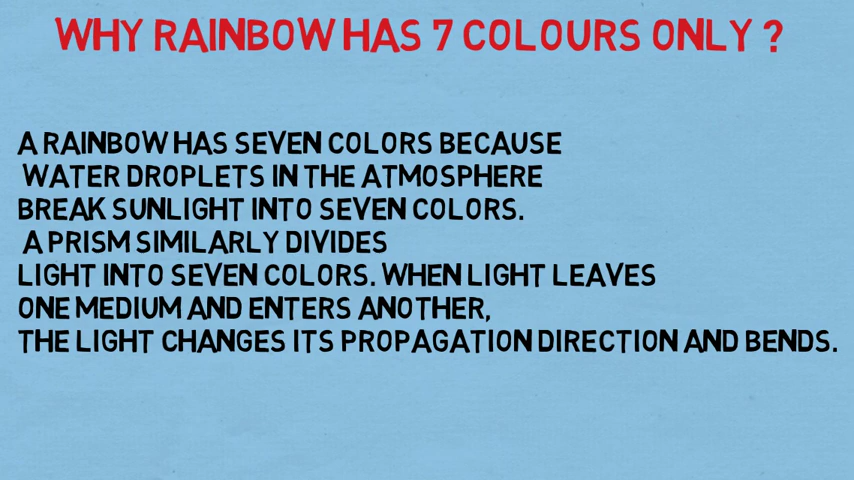 WHY RAINBOW HAS 7 COLOURS ONLY ?
A RAINBOW HAS SEVEN COLORS BECAUSE
WATER DROPLETS IN THE ATMOSPHERE
BREAK SUNLIGHT INTO SEVEN COLORS.
A PRISM SIMILARLY DIVIDES
LIGHT INTO SEVEN COLORS. WHEN LIGHT LEAVES
ONE MEDIUM AND ENTERS ANOTHER,
THE LIGHT CHANGES ITS PROPAGATION DIRECTION AND BENDS.